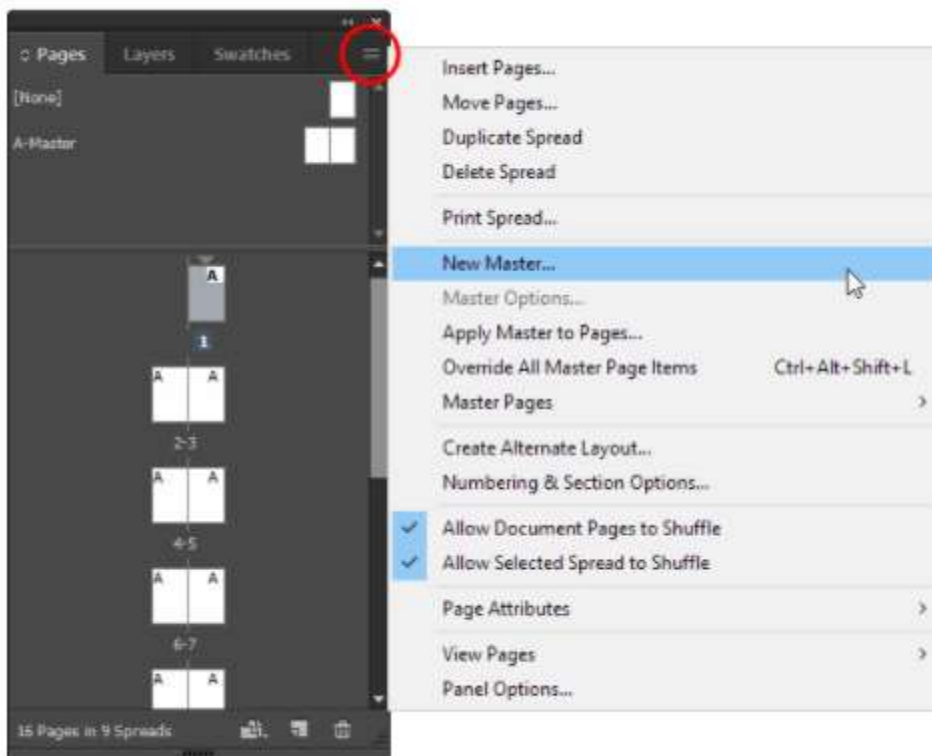 Pages Layers Swatches
[None]
A-Master
A
1
A A
2-3
A A
4-5
A A
6-7
A A
16 Pages in 9 Spreads
Insert Pages...
Move Pages...
Duplicate Spread
Delete Spread
Print Spread...
New Master...
Master Options...
Apply Master to Pages...
Override All Master Page Items Ctrl+Alt+Shift+L
Master Pages
Create Alternate Layout...
Numbering & Section Options...
Allow Document Pages to Shuffle
Allow Selected Spread to Shuffle
Page Attributes
View Pages
Panel Options...